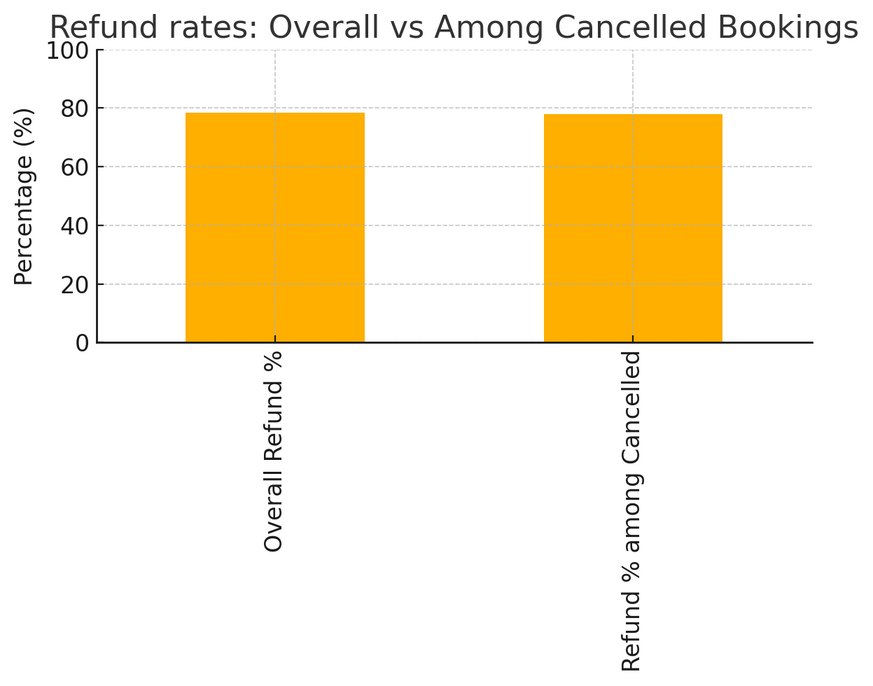 Refund rates: Overall vs Among Cancelled Bookings
Percentage (%)
100
80
60
40
20
0
Overall Refund %
Refund % among Cancelled